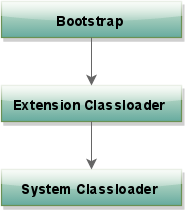 Bootstrap
Extension Classloader
System Classloader